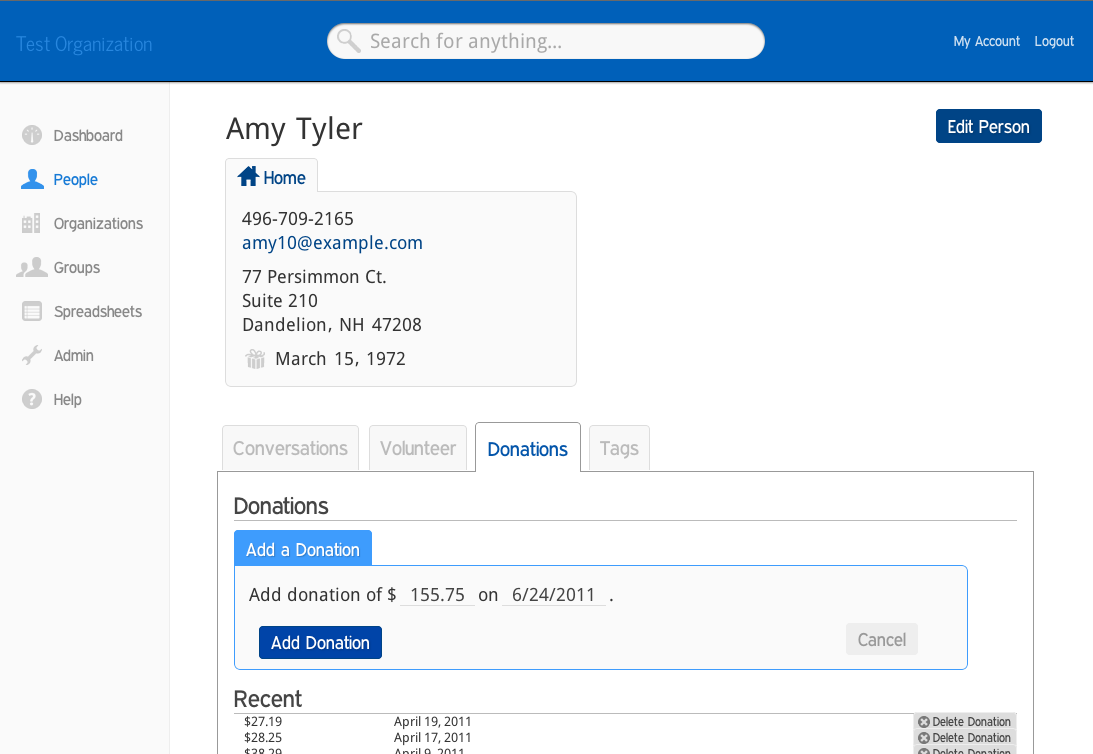 Test Organization
Search for anything...
My Account Logout
Dashboard
People
Organizations
Groups
Spreadsheets
Admin
Help
Amy Tyler
Edit Person
Home
496-709-2165
amy10@example.com
77 Persimmon Ct.
Suite 210
Dandelion, NH 47208
March 15, 1972
Conversations Volunteer Donations Tags
Donations
Add a Donation
Add donation of $ 155.75 on 6/24/2011 .
Add Donation Cancel
Recent
$27.19 April 19, 2011 Delete Donation
$28.25 April 17, 2011 Delete Donation
$38.29 April 9, 2011 Delete Donation